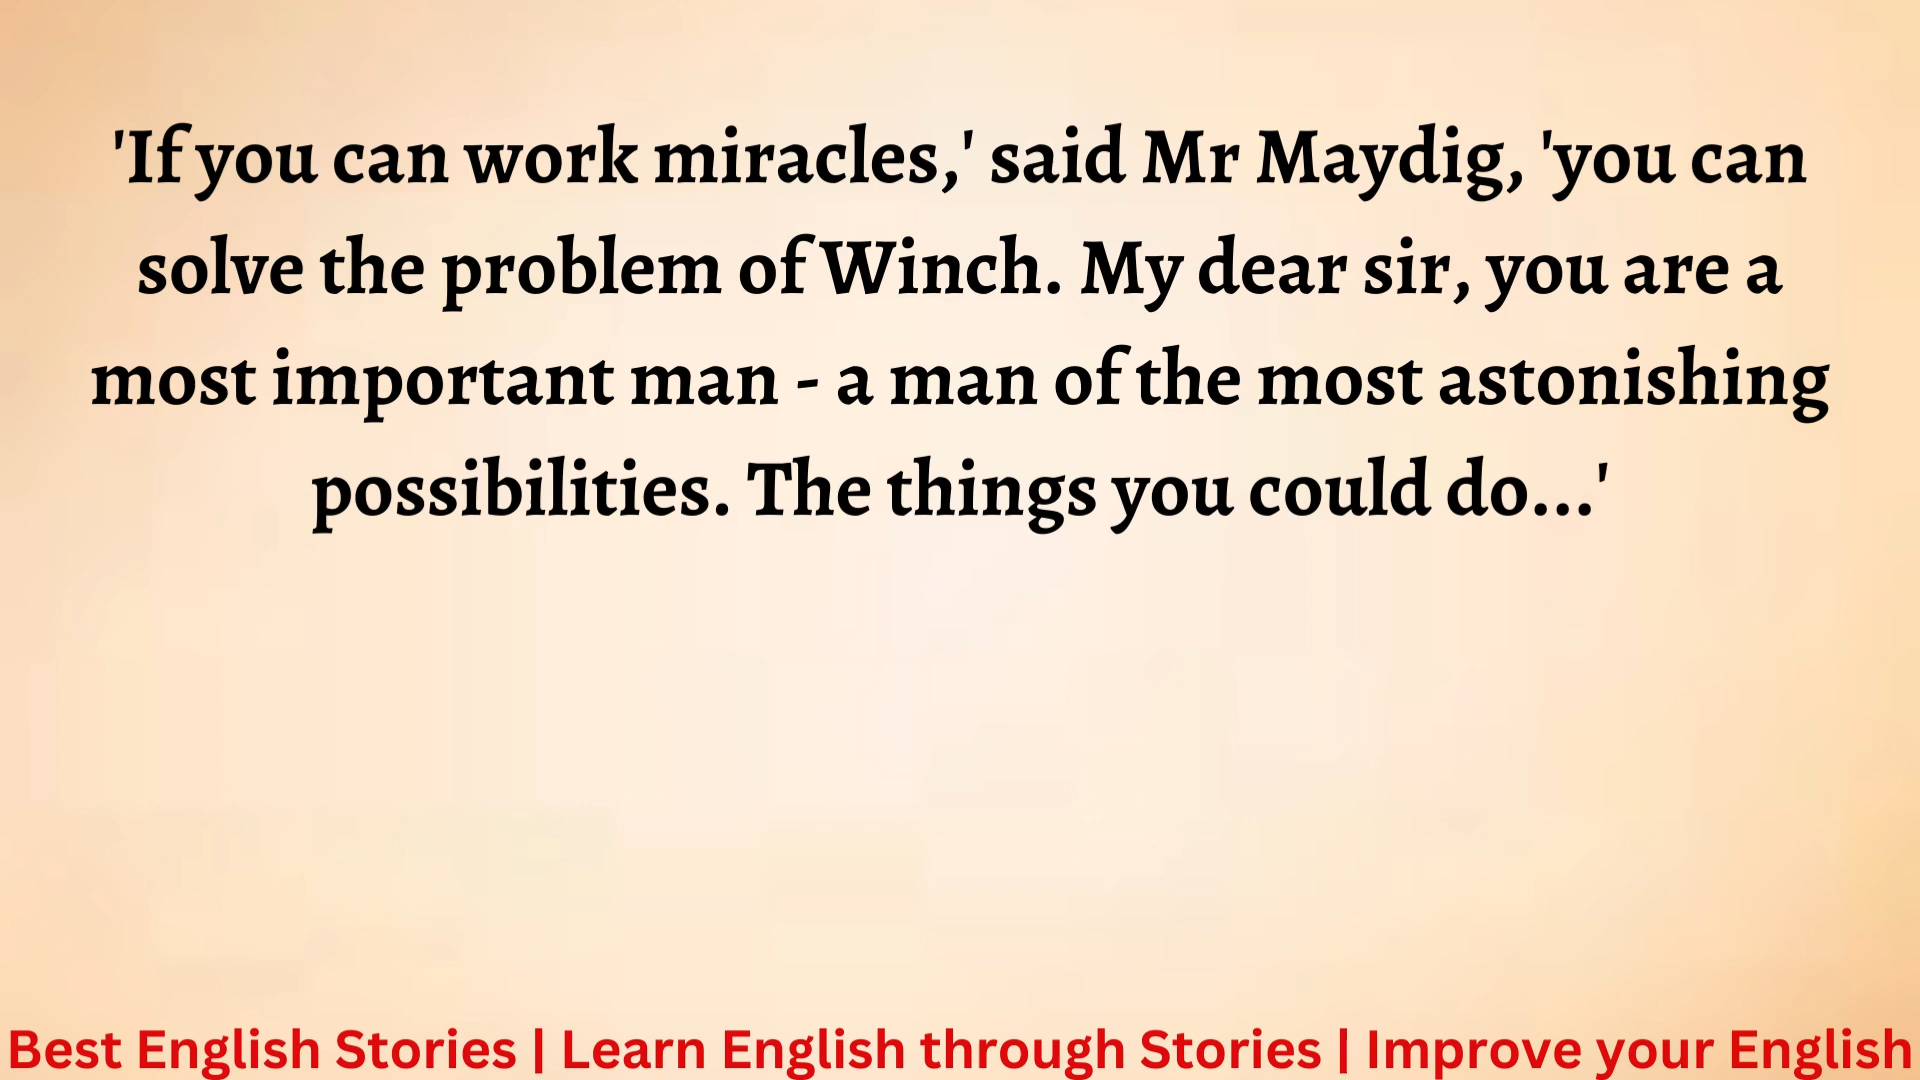 'If you can work miracles,' said Mr Maydig, 'you can
solve the problem of Winch. My dear sir, you are a
most important man - a man of the most astonishing
possibilities. The things you could do...'
Best English Stories | Learn English through Stories | Improve your English